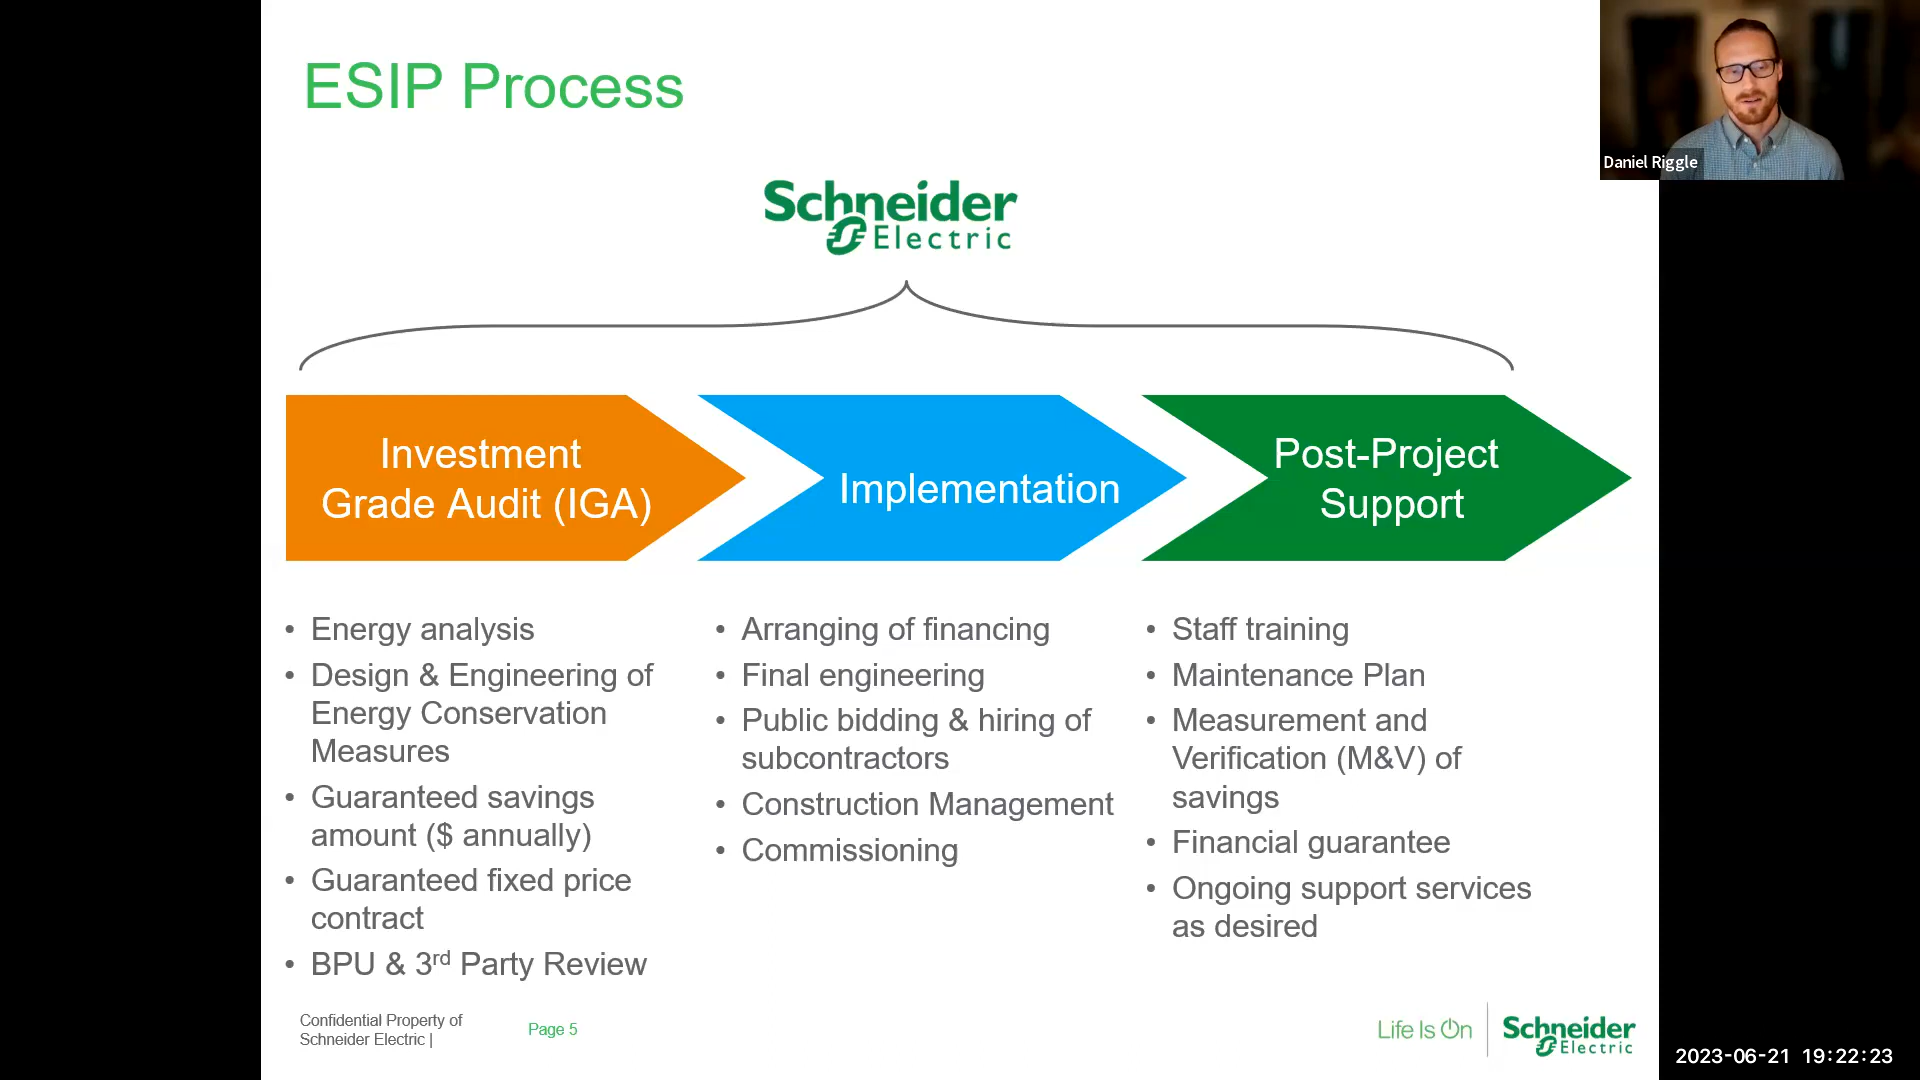 ESIP Process
Daniel Riggle
Schneider
Electric
Investment
Grade Audit (IGA)
Implementation
Post-Project
Support
• Energy analysis
• Design & Engineering of
Energy Conservation
Measures
• Guaranteed savings
amount ($ annually)
• Guaranteed fixed price
contract
• BPU & 3rd Party Review
• Arranging of financing
• Final engineering
• Public bidding & hiring of
subcontractors
• Construction Management
• Commissioning
• Staff training
• Maintenance Plan
• Measurement and
Verification (M&V) of
savings
• Financial guarantee
• Ongoing support services
as desired
Confidential Property of
Schneider Electric |
Page 5
Life Is On
Schneider
Electric
2023-06-21 19:22:23